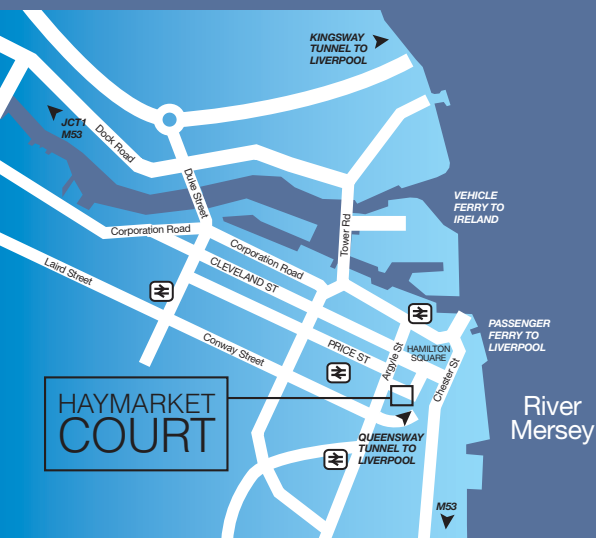 KINGSWAY
TUNNEL TO
LIVERPOOL
JCT1
M53
Dock Road
Duke Street
VEHICLE
FERRY TO
IRELAND
Corporation Road
Tower Rd
Corporation Road
Laird Street
CLEVELAND ST
PASSENGER
FERRY TO
LIVERPOOL
Conway Street
PRICE ST
Argyle St
HAMILTON
SQUARE
Chester St
HAYMARKET
COURT
River
Mersey
QUEENSWAY
TUNNEL TO
LIVERPOOL
M53